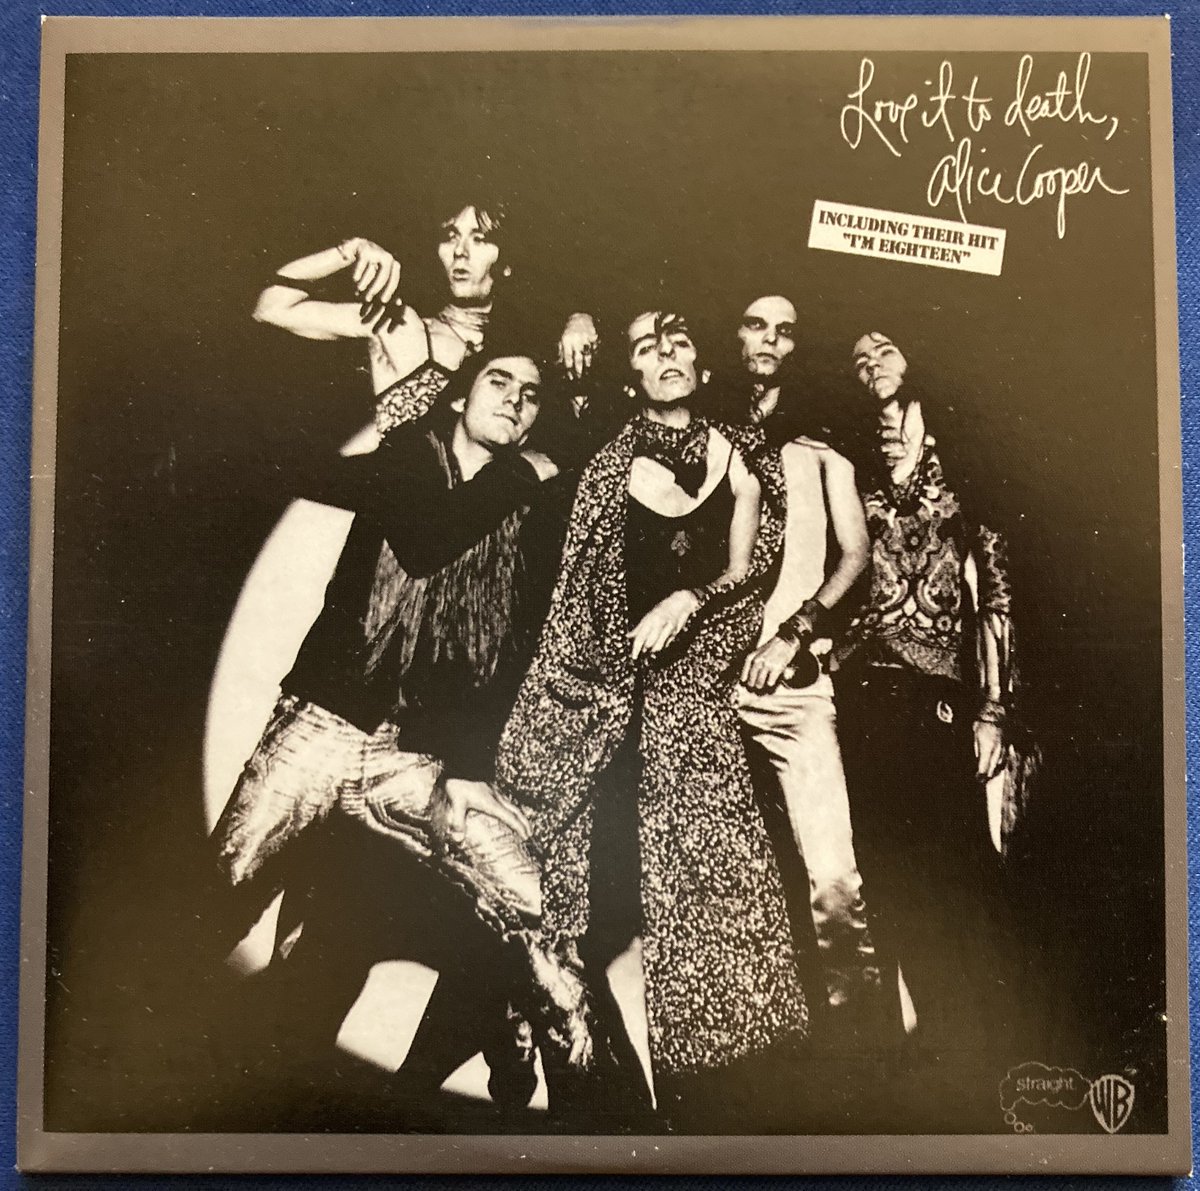 Love it to death,
Alice Cooper
INCLUDING THEIR HIT
"I'M EIGHTEEN"
straight
WB